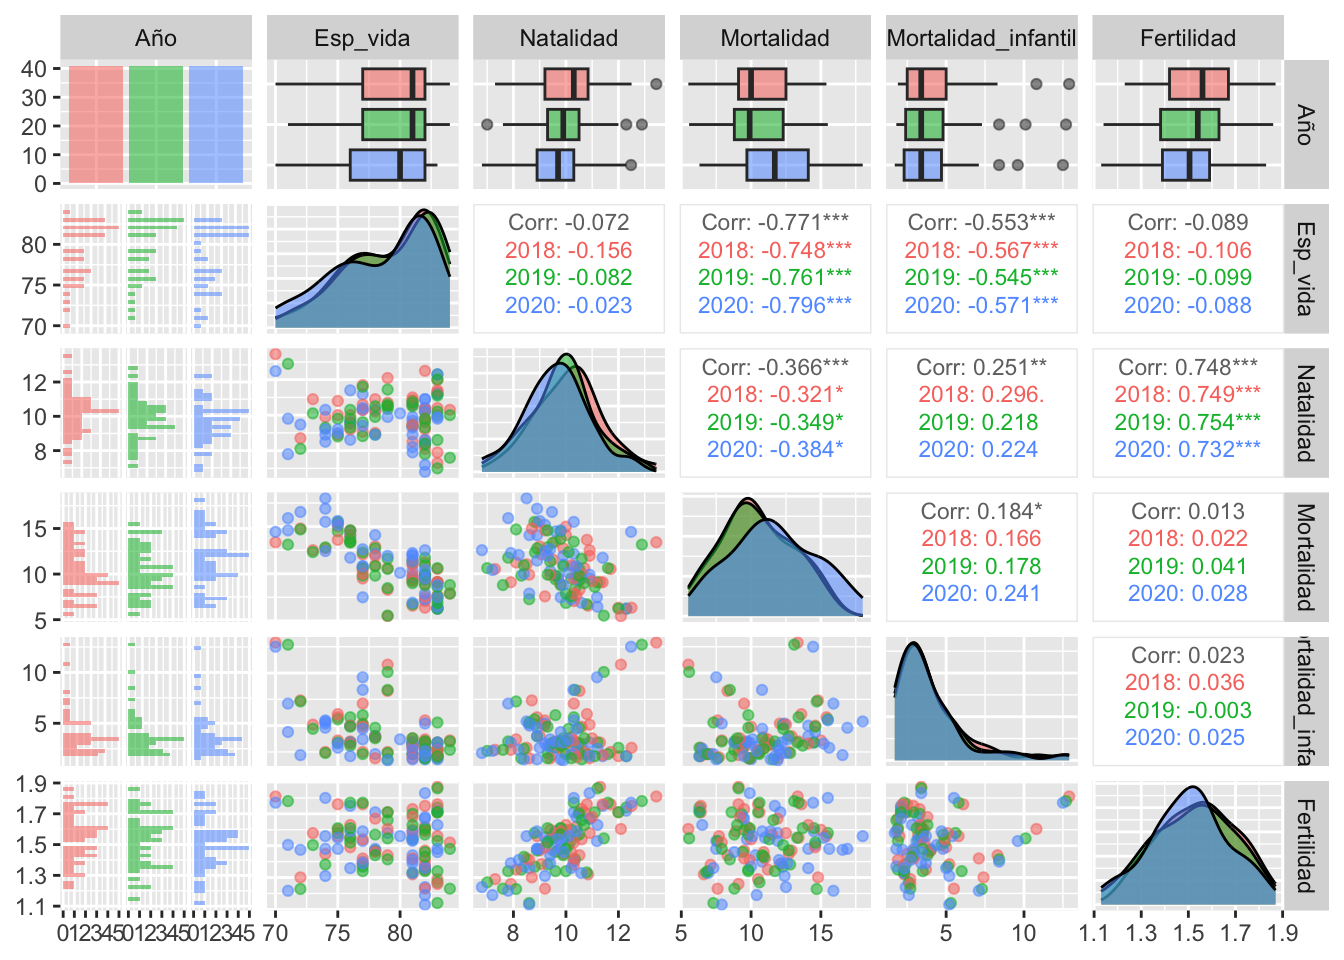 Año Esp_vida Natalidad Mortalidad Mortalidad_infantil Fertilidad
40
30
20
10
0
Año
80
75
70
Corr: -0.072
2018: -0.156
2019: -0.082
2020: -0.023
Corr: -0.771***
2018: -0.748***
2019: -0.761***
2020: -0.796***
Corr: -0.553***
2018: -0.567***
2019: -0.545***
2020: -0.571***
Corr: -0.089
2018: -0.106
2019: -0.099
2020: -0.088
Esp_vida
12
10
8
Corr: -0.366***
2018: -0.321*
2019: -0.349*
2020: -0.384*
Corr: 0.251**
2018: 0.296.
2019: 0.218
2020: 0.224
Corr: 0.748***
2018: 0.749***
2019: 0.754***
2020: 0.732***
Natalidad
15
10
5
Corr: 0.184*
2018: 0.166
2019: 0.178
2020: 0.241
Corr: 0.013
2018: 0.022
2019: 0.041
2020: 0.028
Mortalidad
10
5
Corr: 0.023
2018: 0.036
2019: -0.003
2020: 0.025
rtalidad_infa
1.9
1.7
1.5
1.3
1.1
Fertilidad
012345 012345 012345 70 75 80 8 10 12 5 10 15 5 10 1.1 1.3 1.5 1.7 1.9